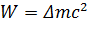 W = Δmc²